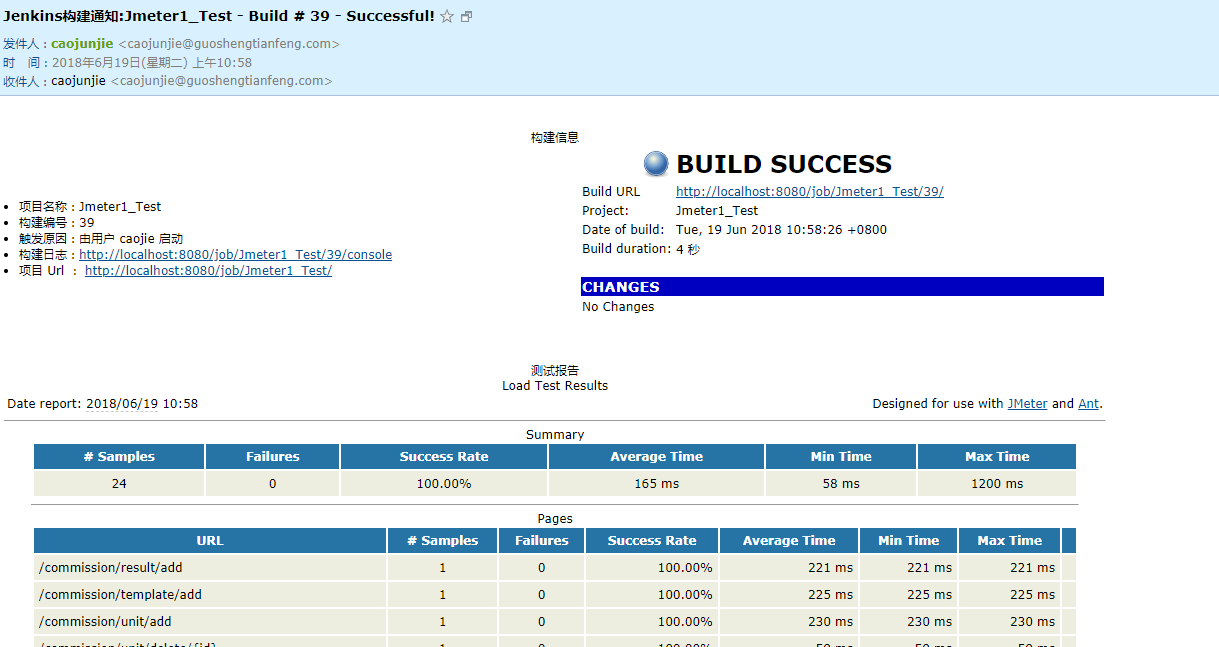 Jenkins构建通知:Jmeter1_Test - Build # 39 - Successful!
发件人：caojunjie <caojunjie@guoshengtianfeng.com>
时 间：2018年6月19日(星期二) 上午10:58
收件人：caojunjie <caojunjie@guoshengtianfeng.com>
构建信息
• 项目名称：Jmeter1_Test
• 构建编号：39
• 触发原因：由用户 caojie 启动
• 构建日志：http://localhost:8080/job/Jmeter1_Test/39/console
• 项目 Url ： http://localhost:8080/job/Jmeter1_Test/
BUILD SUCCESS
Build URL http://localhost:8080/job/Jmeter1_Test/39/
Project: Jmeter1_Test
Date of build: Tue, 19 Jun 2018 10:58:26 +0800
Build duration: 4 秒
CHANGES
No Changes
测试报告
Load Test Results
Date report: 2018/06/19 10:58 Designed for use with JMeter and Ant.
Summary
# Samples Failures Success Rate Average Time Min Time Max Time
24 0 100.00% 165 ms 58 ms 1200 ms
Pages
URL # Samples Failures Success Rate Average Time Min Time Max Time
/commission/result/add 1 0 100.00% 221 ms 221 ms 221 ms
/commission/template/add 1 0 100.00% 225 ms 225 ms 225 ms
/commission/unit/add 1 0 100.00% 230 ms 230 ms 230 ms
/commission/unit/delete/{id} 1 0 100.00%